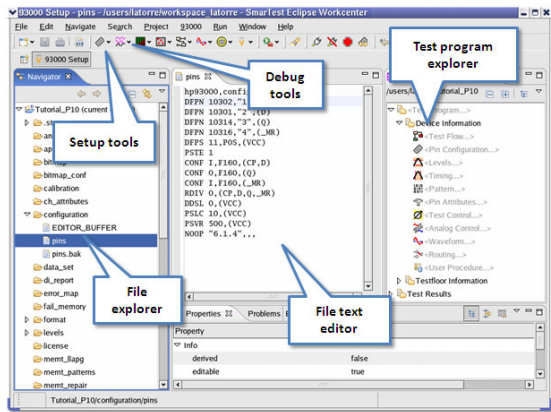 93000 Setup - pins - /users/latorre/workspace_latorre - SmarTest Eclipse Workcenter
File Edit Navigate Search Project 93000 Run Window Help
93000 Setup
Navigator
Tutorial_P10 (current
bitmap
bitmap_conf
calibration
ch_attributes
configuration
EDITOR_BUFFER
pins
pins.bak
data_set
di_report
error_map
fail_memory
format
levels
license
memt_llapg
memt_patterns
memt_repair
Setup tools
File explorer
pins
hp93000,config
DFPN 10302,"1
DFPN 10301,"2",(D)
DFPN 10314,"3",(Q)
DFPN 10316,"4",(_MR)
DFPS 11,POS,(VCC)
PSTE 1
CONF I,F160,(CP,D)
CONF O,F160,(Q)
CONF I,F160,(_MR)
RDIV 0,(CP,D,Q,_MR)
DDSL 0,(VCC)
PSLC 10,(VCC)
PSVR 500,(VCC)
NOOP "6.1.4",,,
Debug tools
File text editor
Properties Problems
Property
Info
derived false
editable true
Test program explorer
/users/latorre Tutorial_P10
Device Information
<Test Flow...>
<Pin Configuration...>
<Levels...>
<Timing...>
<Pattern...>
<Pin Attributes...>
<Test Control...>
<Analog Control...>
<Waveform...>
<Routing...>
<User Procedure...>
Testfloor Information
Test Results
Tutorial_P10/configuration/pins